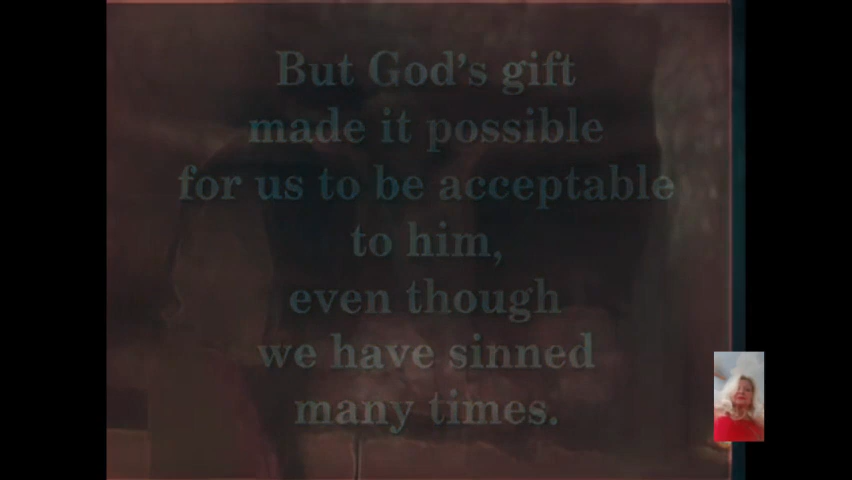 But God's gift
made it possible
for us to be acceptable
to him,
even though
we have sinned
many times.